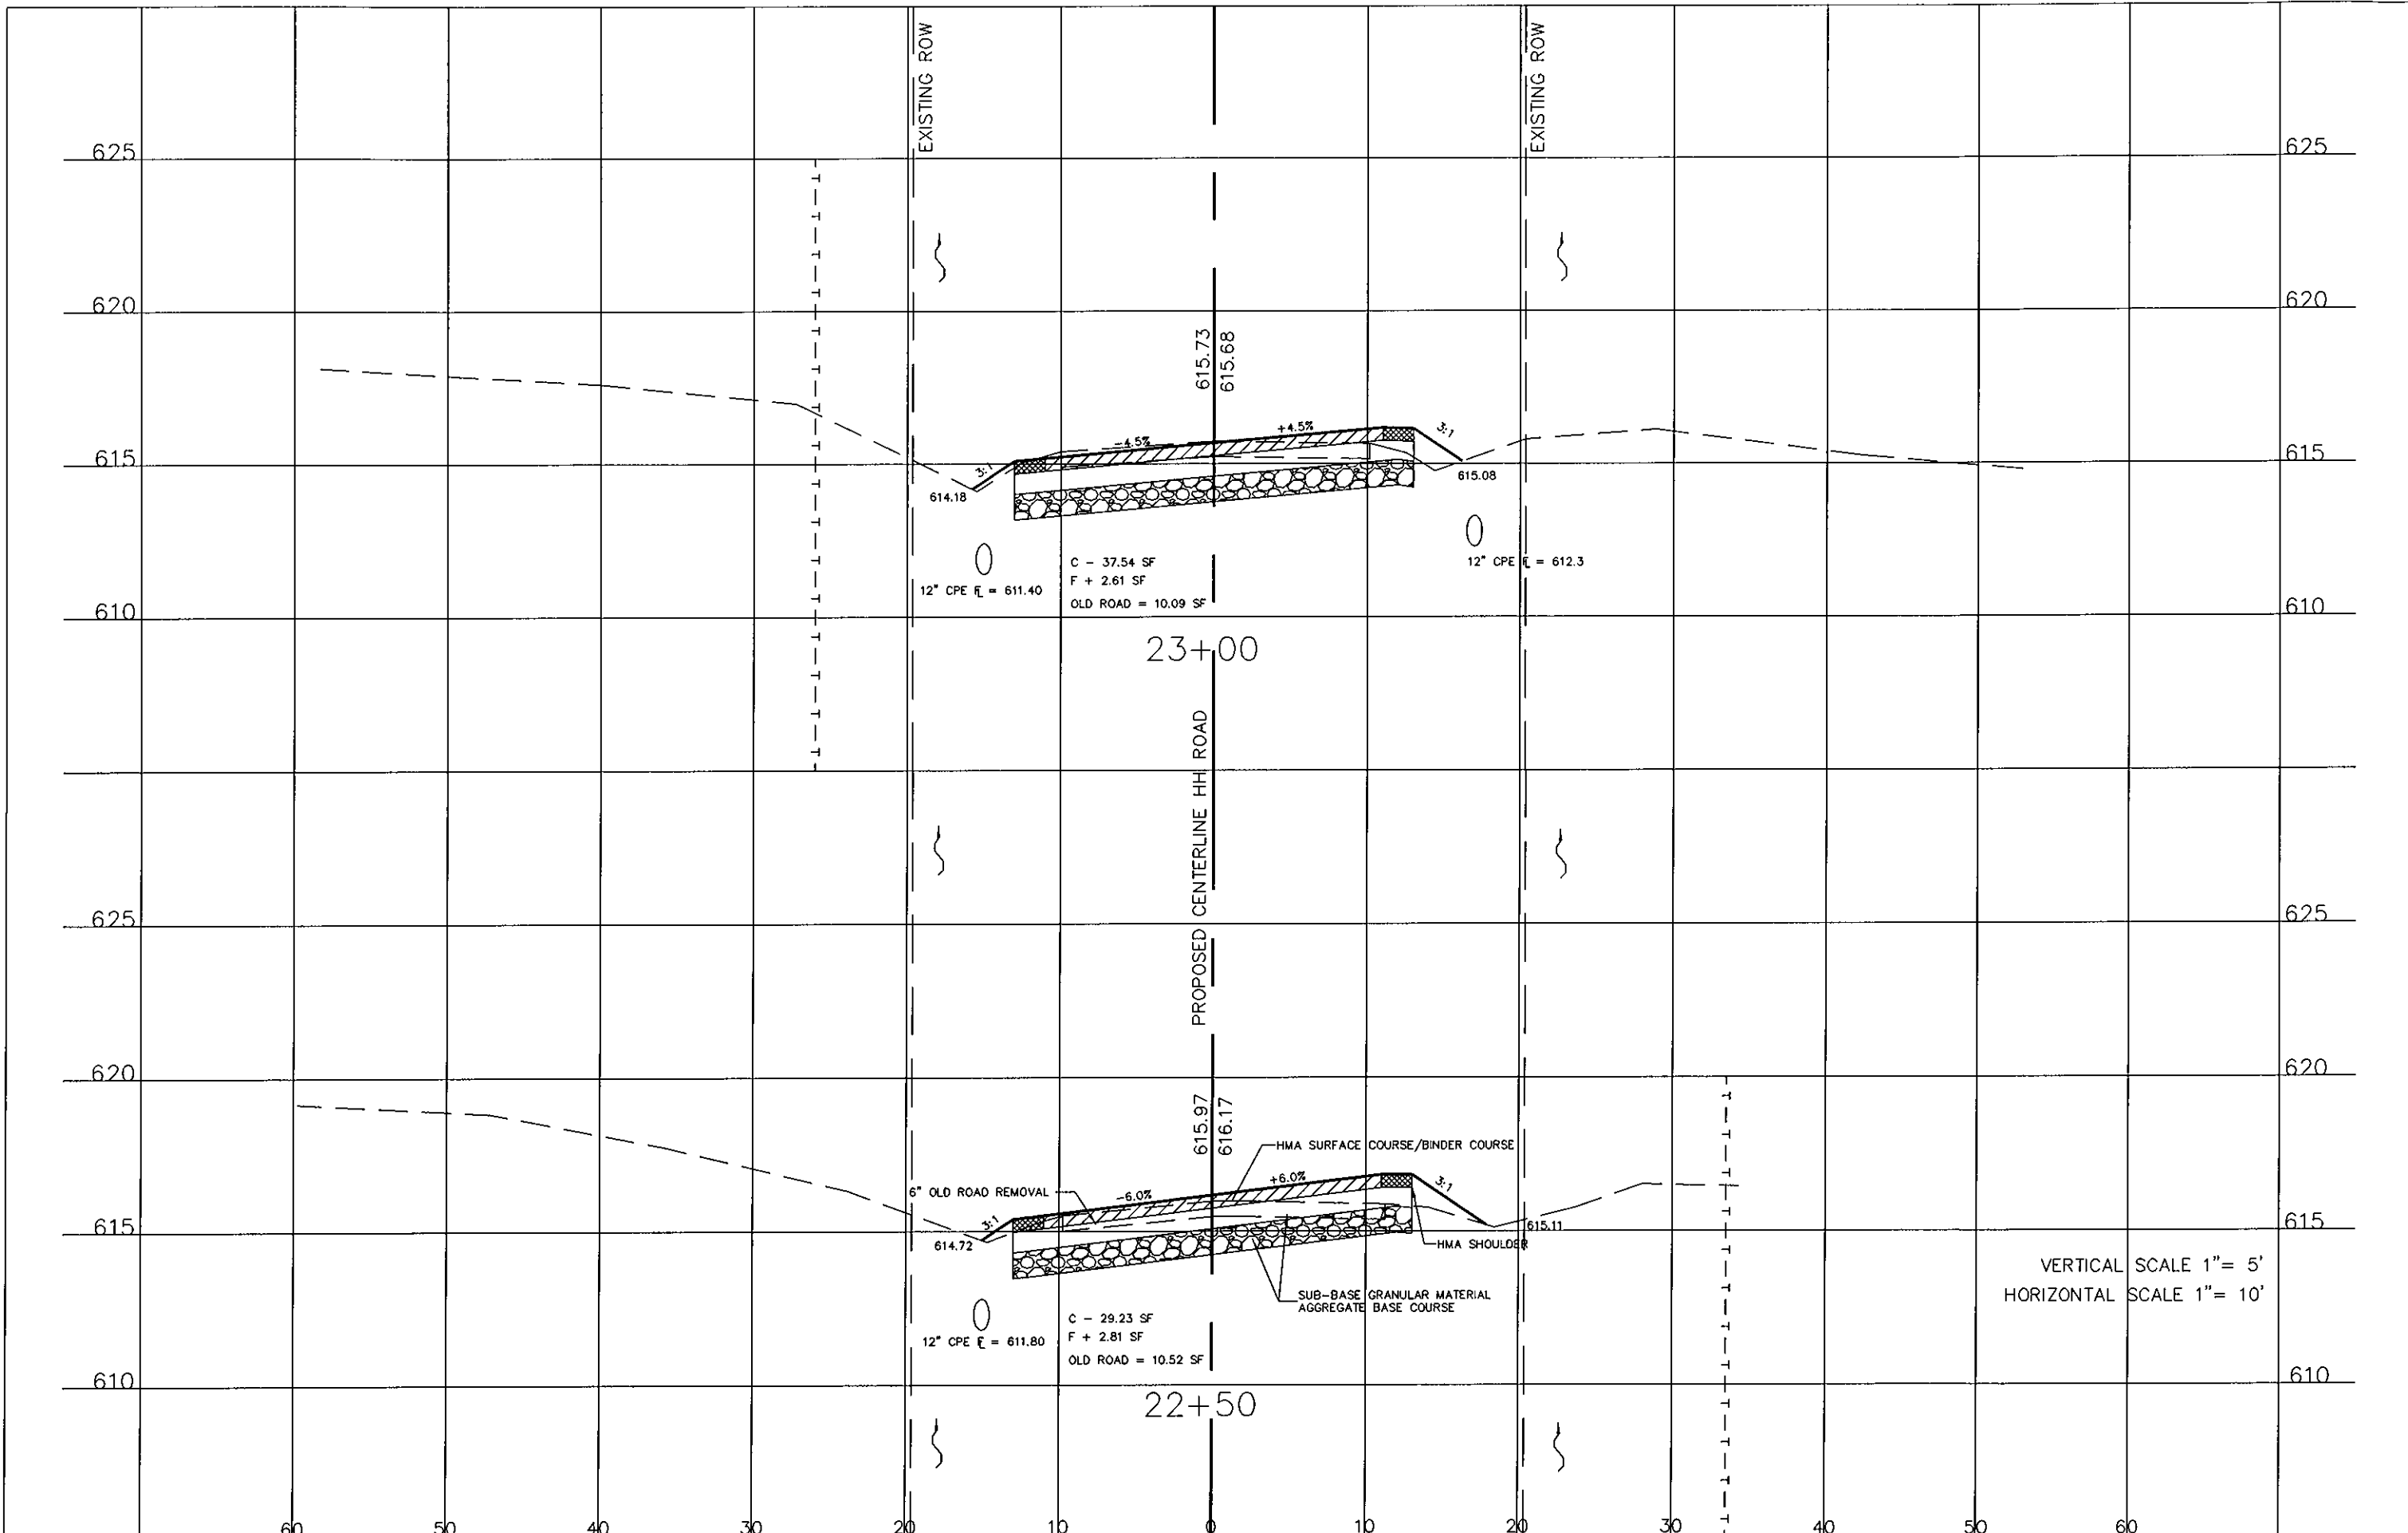 EXISTING ROW
EXISTING ROW
625
625
620
620
615.73
615.68
-4.5%
+4.5%
3:1
3:1
615
615
614.18
615.08
12" CPE FL = 611.40
12" CPE FL = 612.3
C - 37.54 SF
F + 2.61 SF
OLD ROAD = 10.09 SF
610
610
23+00
PROPOSED CENTERLINE HH ROAD
625
625
620
620
615.97
616.17
HMA SURFACE COURSE/BINDER COURSE
6" OLD ROAD REMOVAL
-6.0%
+6.0%
3:1
3:1
615
615
614.72
615.11
HMA SHOULDER
SUB-BASE GRANULAR MATERIAL
AGGREGATE BASE COURSE
12" CPE FL = 611.80
C - 29.23 SF
F + 2.81 SF
OLD ROAD = 10.52 SF
VERTICAL SCALE 1"= 5'
HORIZONTAL SCALE 1"= 10'
610
610
22+50
60 50 40 30 20 10 0 10 20 30 40 50 60